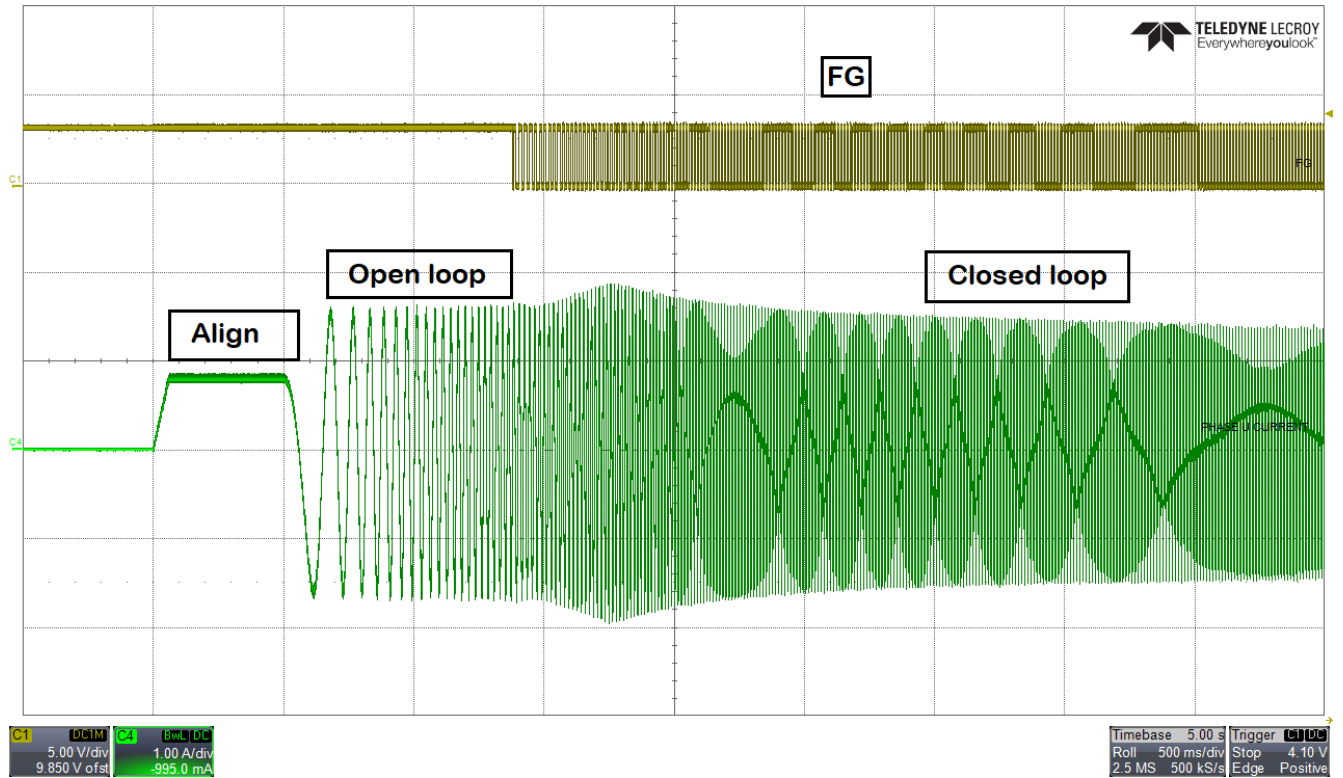 TELEDYNE LECROY
Everywhereyoulook™
FG
C1
FG
Open loop
Closed loop
Align
C4
PHASE U CURRENT
C1 DC1M
5.00 V/div
9.850 V ofst
C4 BwL DC
1.00 A/div
-995.0 mA
Timebase 5.00 s
Roll 500 ms/div
2.5 MS 500 kS/s
Trigger C1 DC
Stop 4.10 V
Edge Positive